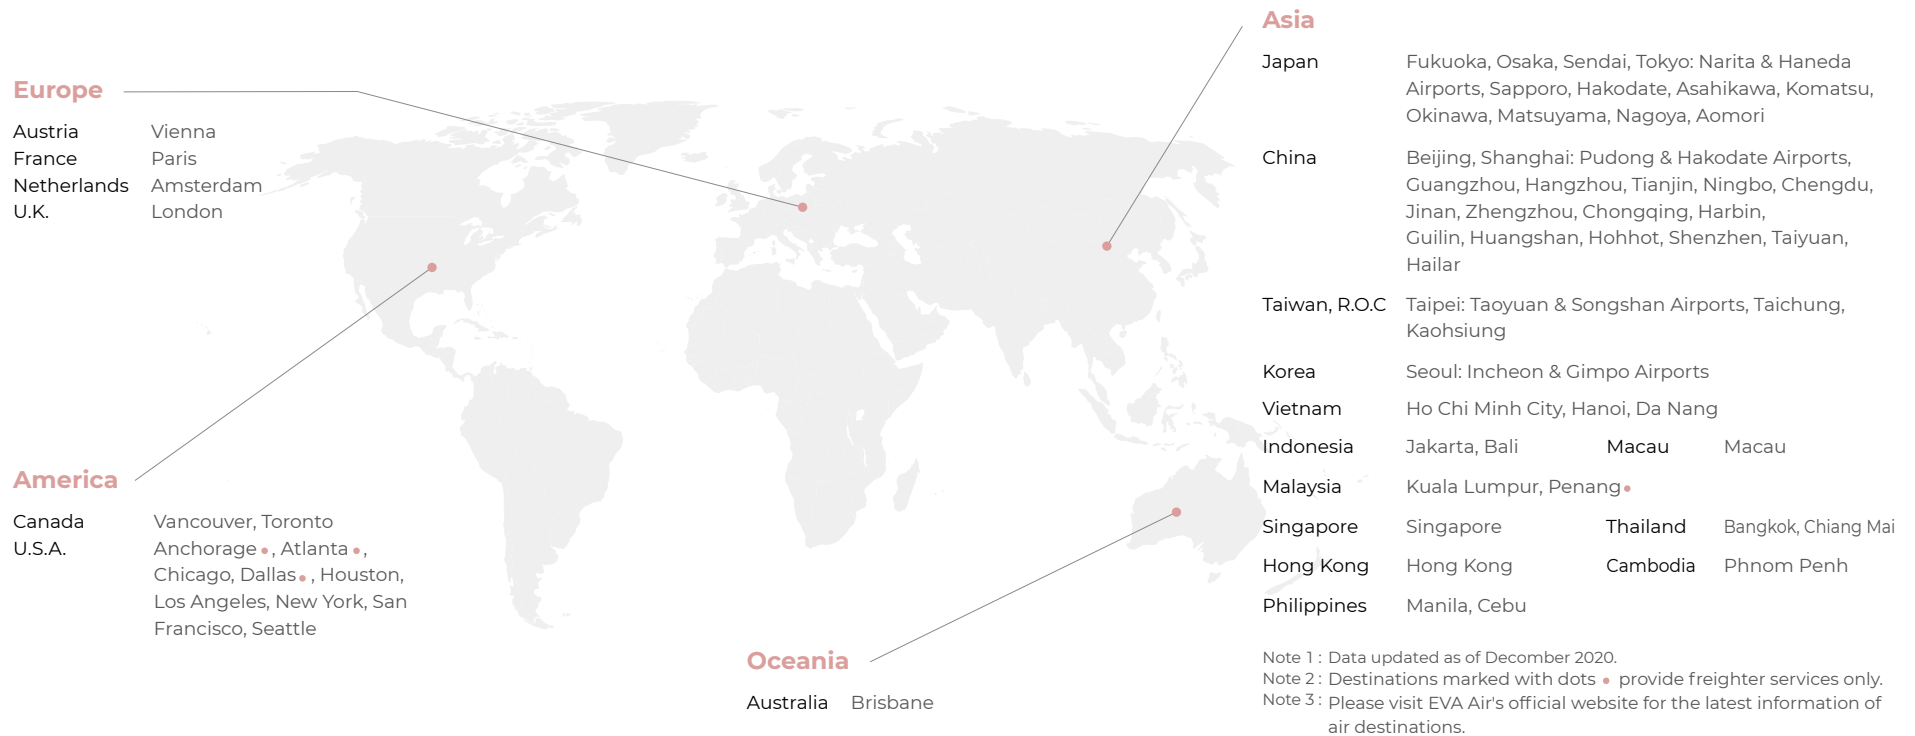 Europe
Austria Vienna
France Paris
Netherlands Amsterdam
U.K. London
America
Canada Vancouver, Toronto
U.S.A. Anchorage •, Atlanta •,
Chicago, Dallas •, Houston,
Los Angeles, New York, San
Francisco, Seattle
Oceania
Australia Brisbane
Asia
Japan Fukuoka, Osaka, Sendai, Tokyo: Narita & Haneda
Airports, Sapporo, Hakodate, Asahikawa, Komatsu,
Okinawa, Matsuyama, Nagoya, Aomori
China Beijing, Shanghai: Pudong & Hakodate Airports,
Guangzhou, Hangzhou, Tianjin, Ningbo, Chengdu,
Jinan, Zhengzhou, Chongqing, Harbin,
Guilin, Huangshan, Hohhot, Shenzhen, Taiyuan,
Hailar
Taiwan, R.O.C Taipei: Taoyuan & Songshan Airports, Taichung,
Kaohsiung
Korea Seoul: Incheon & Gimpo Airports
Vietnam Ho Chi Minh City, Hanoi, Da Nang
Indonesia Jakarta, Bali Macau Macau
Malaysia Kuala Lumpur, Penang •
Singapore Singapore Thailand Bangkok, Chiang Mai
Hong Kong Hong Kong Cambodia Phnom Penh
Philippines Manila, Cebu
Note 1 : Data updated as of December 2020.
Note 2 : Destinations marked with dots • provide freighter services only.
Note 3 : Please visit EVA Air's official website for the latest information of
air destinations.